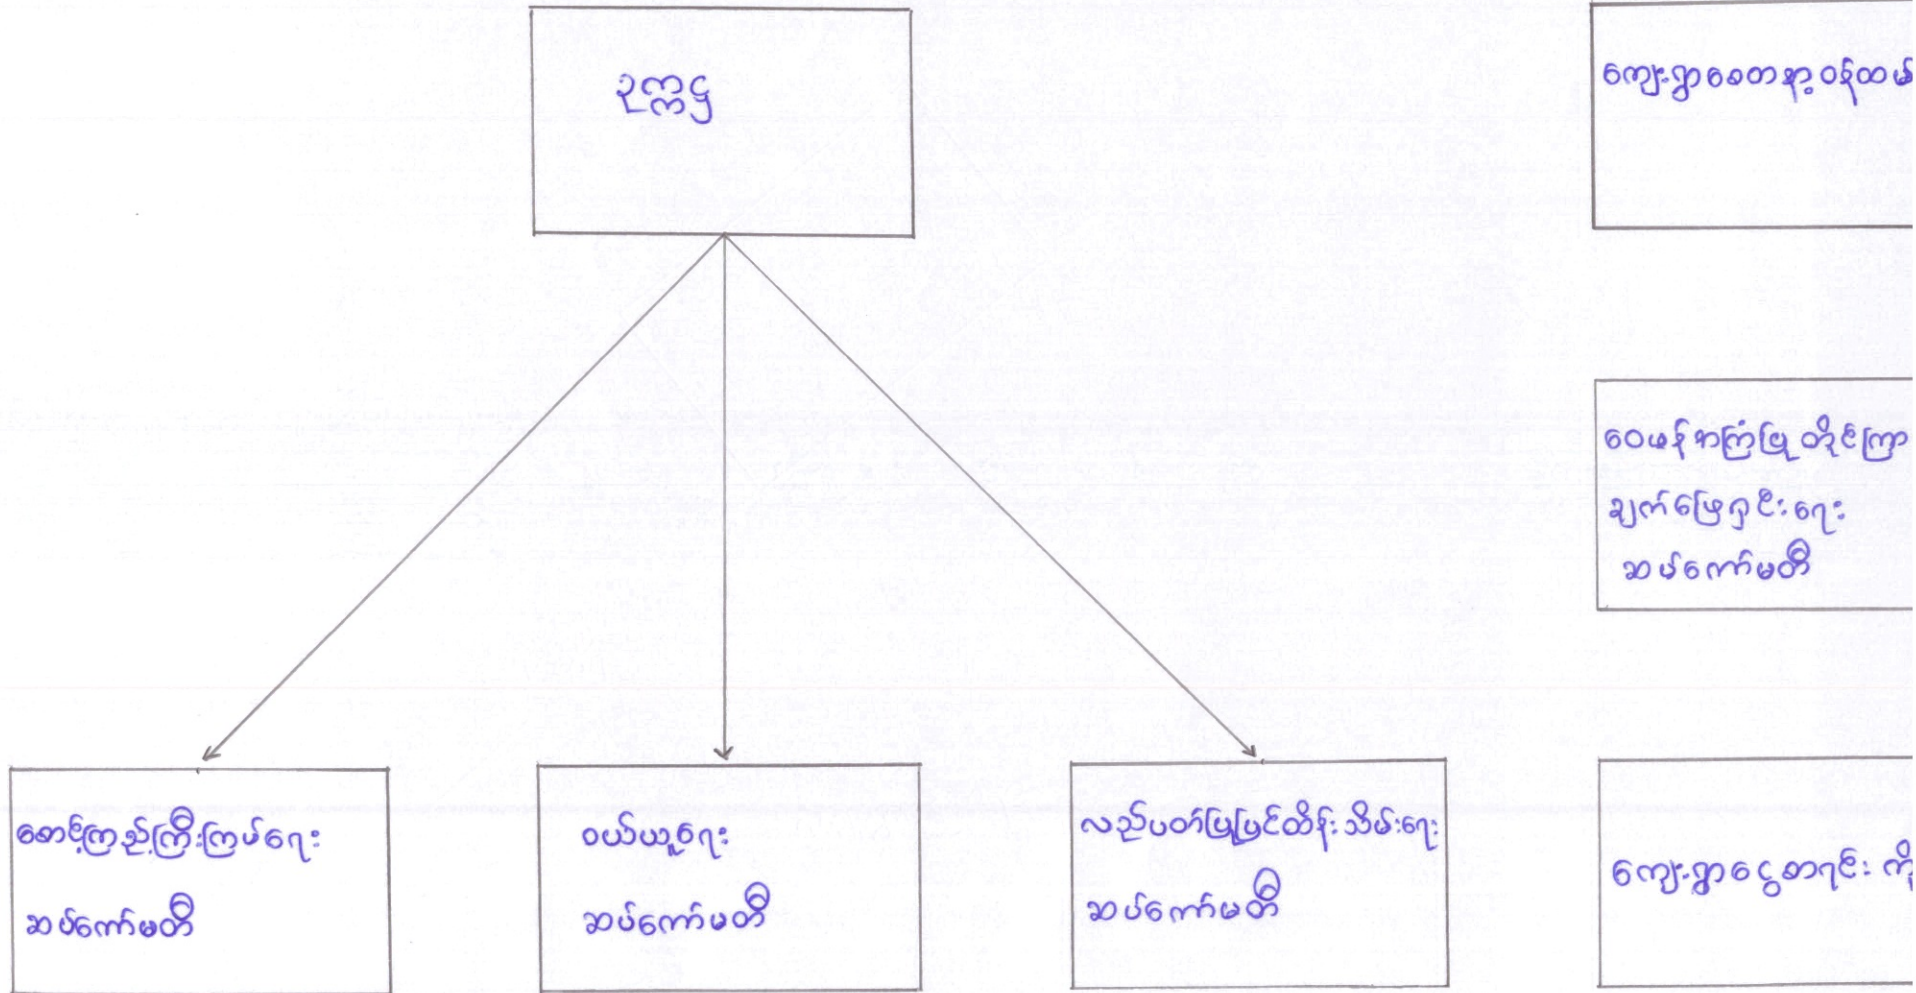 ဥက္ကဋ္ဌ
ကျေးရွာစေတနာ့ဝန်ထမ်း
ဝေဖန်အကြံပြုတိုင်ကြား
ချက်ဖြေရှင်းရေး
ဆပ်ကော်မတီ
စောင့်ကြည့်ကြီးကြပ်ရေး
ဆပ်ကော်မတီ
ဝယ်ယူရေး
ဆပ်ကော်မတီ
လည်ပတ်ပြုပြင်ထိန်းသိမ်းရေး
ဆပ်ကော်မတီ
ကျေးရွာငွေစာရင်း